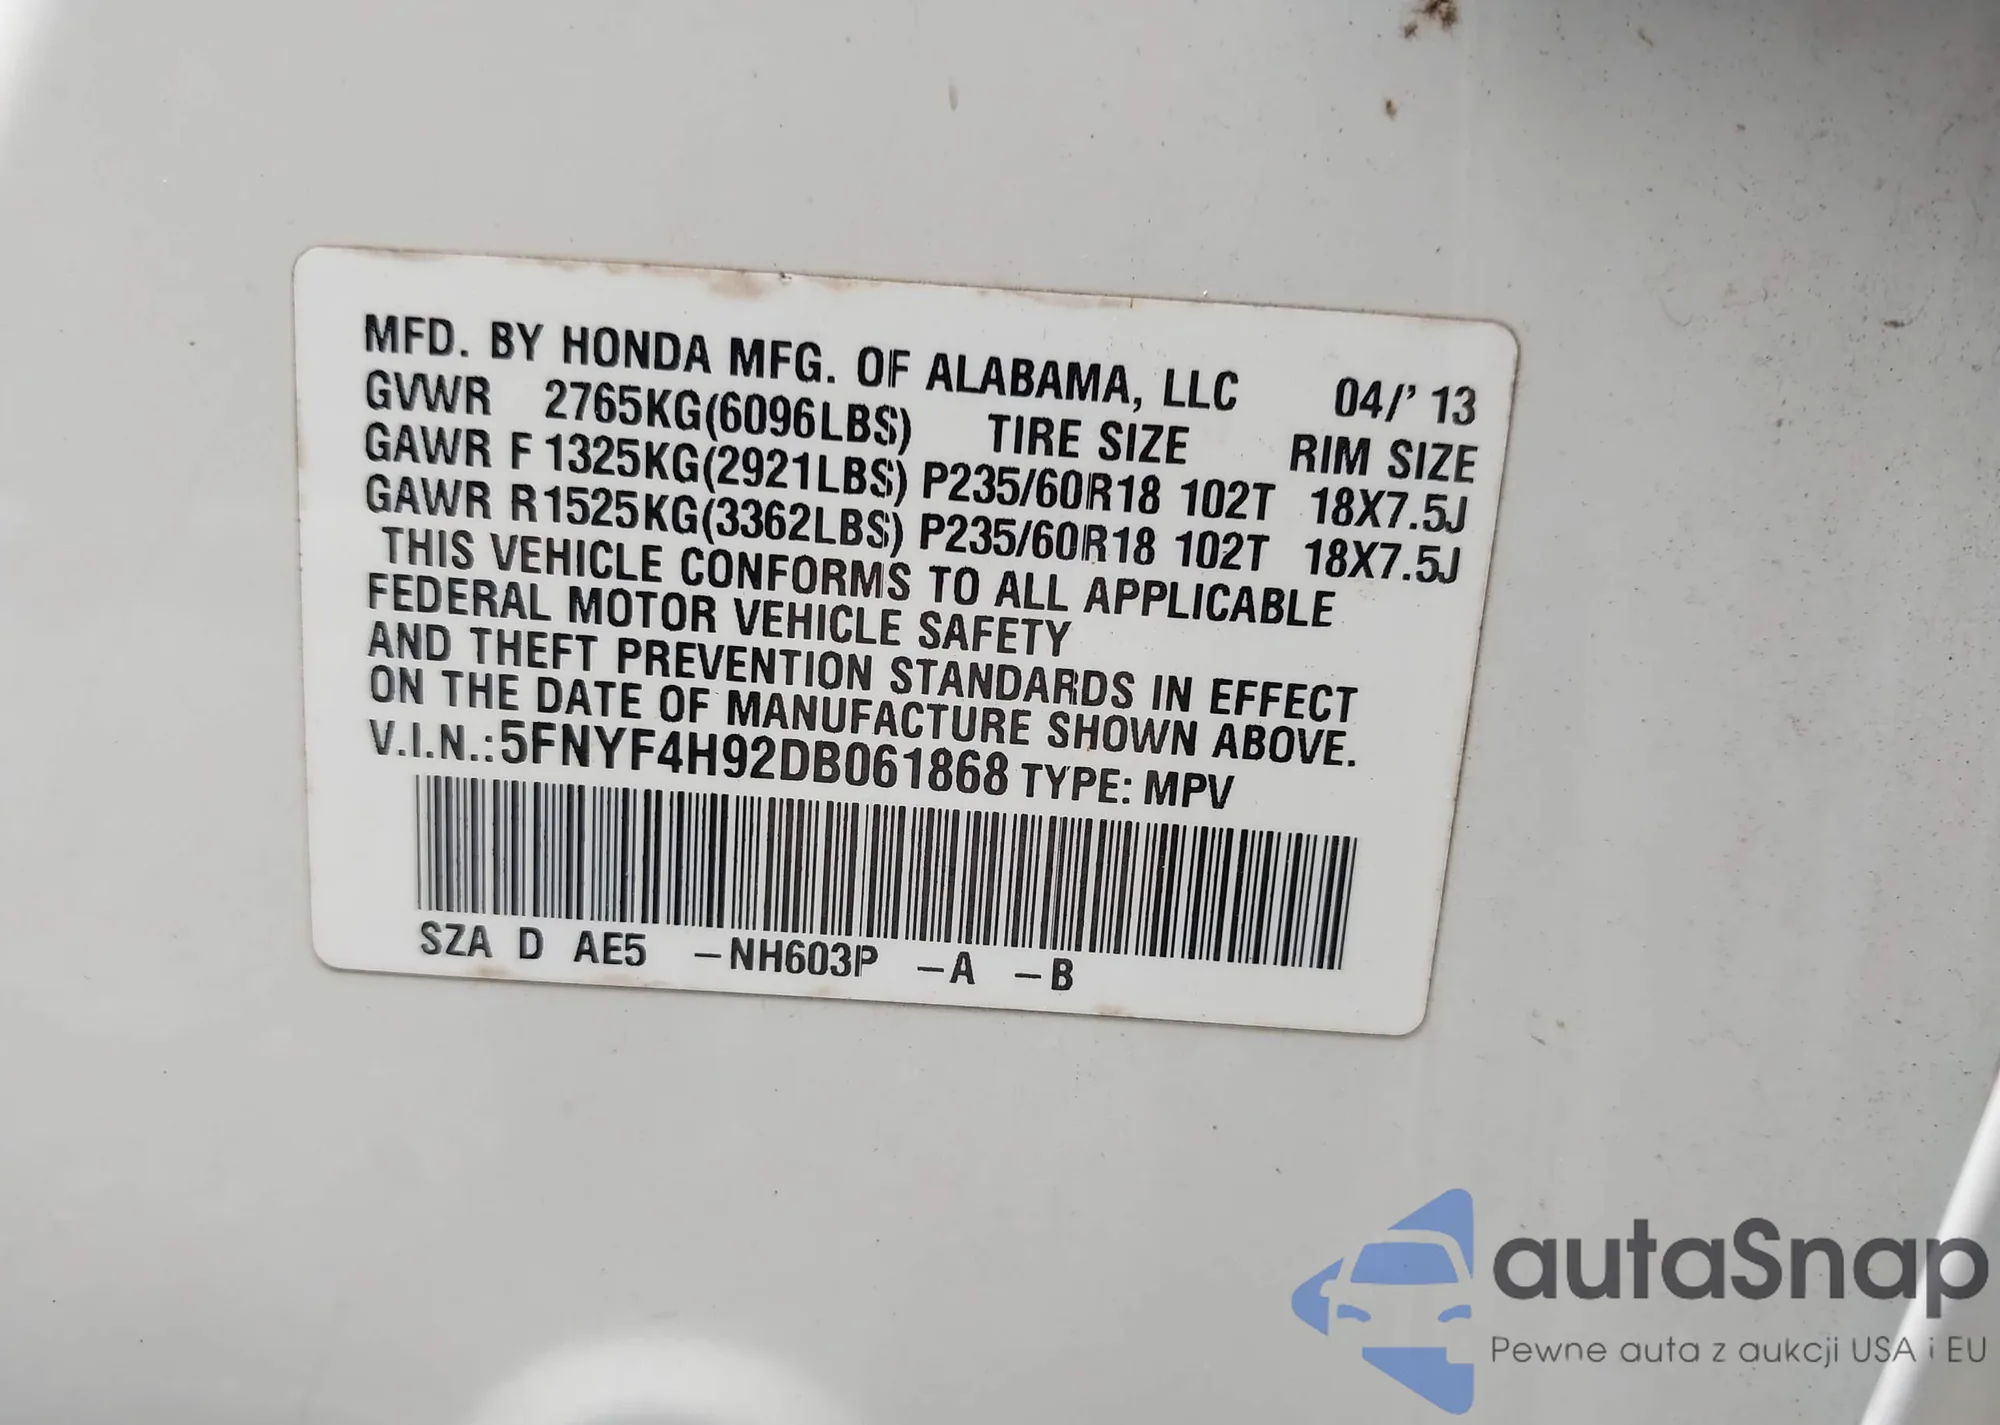 MFD. BY HONDA MFG. OF ALABAMA, LLC 04/'13
GVWR 2765KG(6096LBS) TIRE SIZE RIM SIZE
GAWR F 1325KG(2921LBS) P235/60R18 102T 18X7.5J
GAWR R 1525KG(3362LBS) P235/60R18 102T 18X7.5J
THIS VEHICLE CONFORMS TO ALL APPLICABLE
FEDERAL MOTOR VEHICLE SAFETY
AND THEFT PREVENTION STANDARDS IN EFFECT
ON THE DATE OF MANUFACTURE SHOWN ABOVE.
V.I.N.:5FNYF4H92DB061868 TYPE: MPV
SZA D AE5 –NH603P –A –B
autaSnap
Pewne auta z aukcji USA i EU